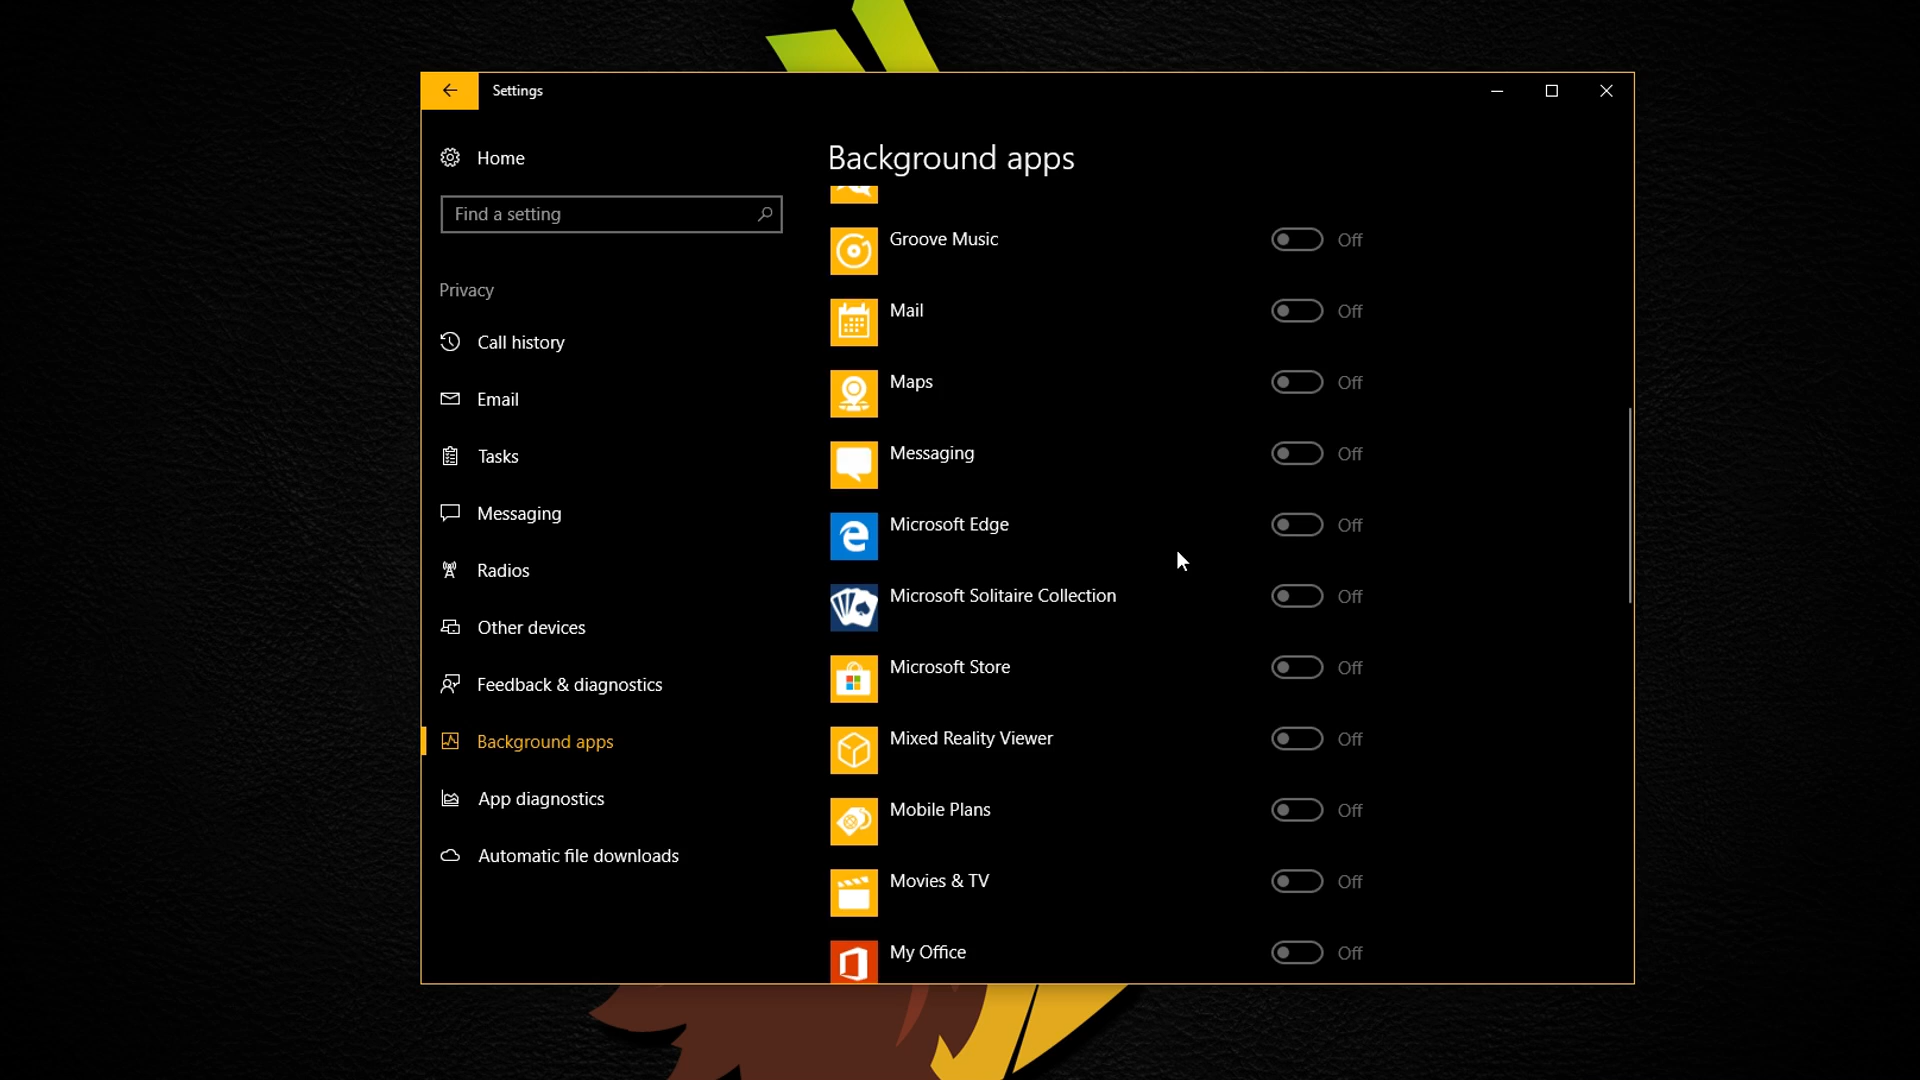 Settings
Home
Find a setting
Privacy
Call history
Email
Tasks
Messaging
Radios
Other devices
Feedback & diagnostics
Background apps
App diagnostics
Automatic file downloads
Background apps
Groove Music Off
Mail Off
Maps Off
Messaging Off
Microsoft Edge Off
Microsoft Solitaire Collection Off
Microsoft Store Off
Mixed Reality Viewer Off
Mobile Plans Off
Movies & TV Off
My Office Off